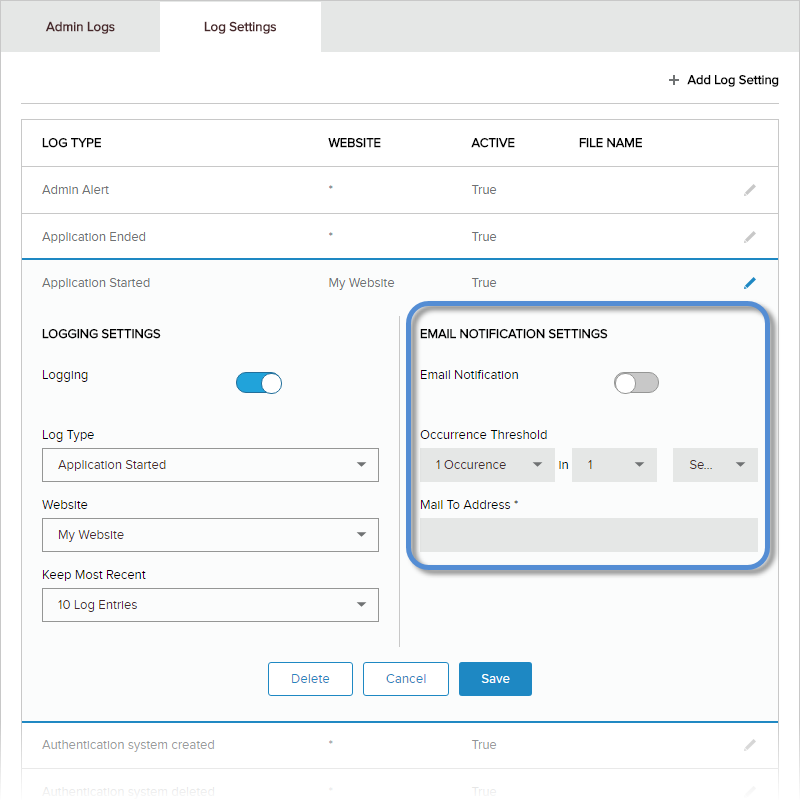 Admin Logs
Log Settings
+ Add Log Setting
LOG TYPE WEBSITE ACTIVE FILE NAME
Admin Alert * True
Application Ended * True
Application Started My Website True
LOGGING SETTINGS
Logging
Log Type
Application Started
Website
My Website
Keep Most Recent
10 Log Entries
EMAIL NOTIFICATION SETTINGS
Email Notification
Occurrence Threshold
1 Occurence In 1 Se...
Mail To Address *
Delete Cancel Save
Authentication system created * True
Authentication system deleted * True